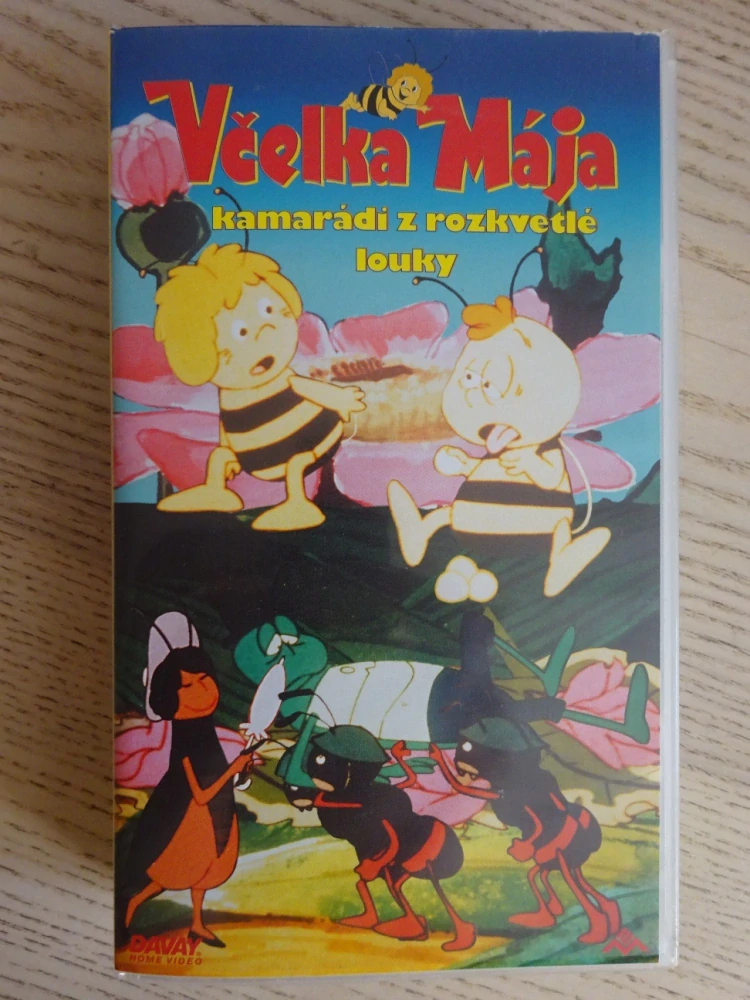 Včelka Mája
kamarádi z rozkvetlé
louky
DAVAY
HOME VIDEO